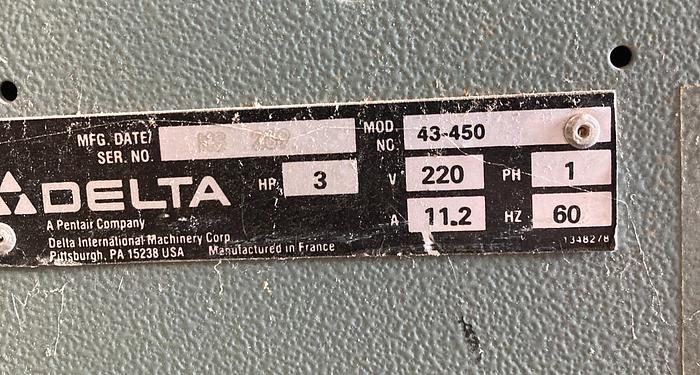 MFG. DATE/
SER. NO.
MOD.
NO.
43-450
DELTA
HP
3
V
220
PH
1
A
11.2
HZ
60
A Pentair Company
Delta International Machinery Corp
Pittsburgh, PA 15238 USA
Manufactured in France
1348278